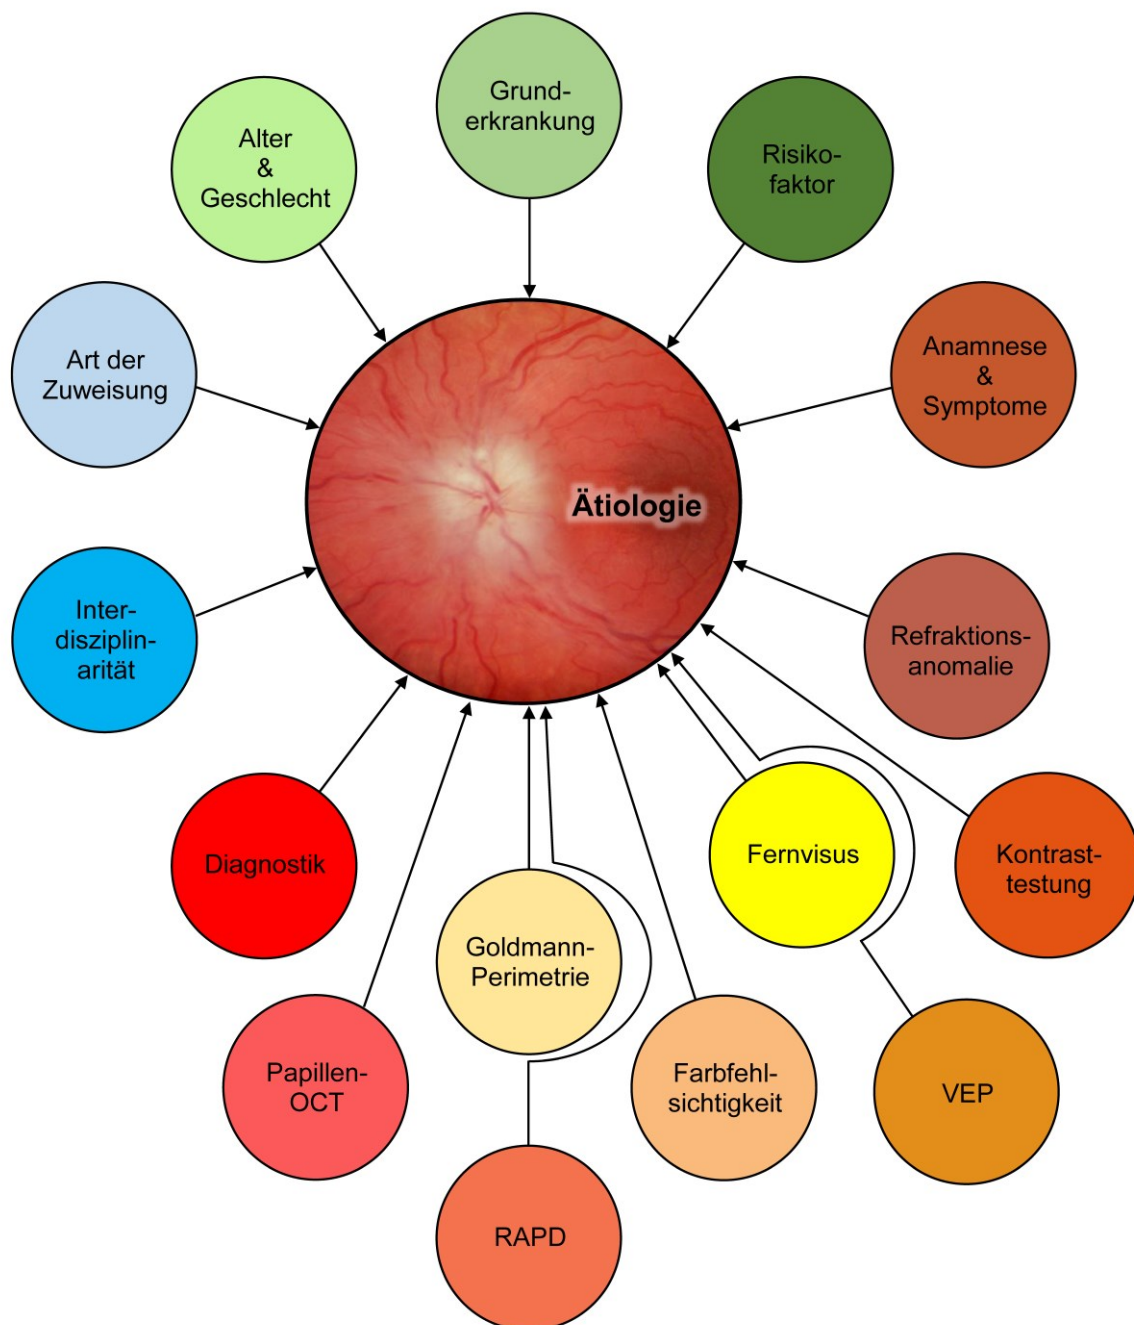 Grund-
erkrankung
Alter
&
Geschlecht
Risiko-
faktor
Art der
Zuweisung
Anamnese
&
Symptome
Ätiologie
Inter-
disziplin-
arität
Refraktions-
anomalie
Diagnostik
Fernvisus
Kontrast-
testung
Goldmann-
Perimetrie
Papillen-
OCT
Farbfehl-
sichtigkeit
VEP
RAPD